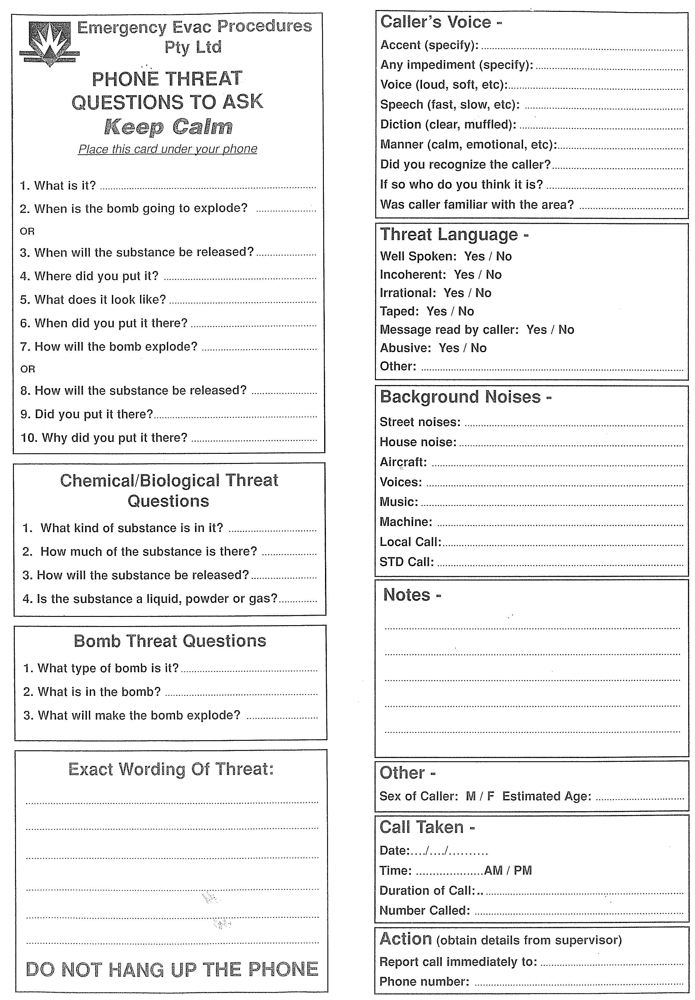 Emergency Evac Procedures
Pty Ltd
PHONE THREAT
QUESTIONS TO ASK
Keep Calm
Place this card under your phone
1. What is it? ..........
2. When is the bomb going to explode? ..........
OR
3. When will the substance be released? ..........
4. Where did you put it? ..........
5. What does it look like? ..........
6. When did you put it there? ..........
7. How will the bomb explode? ..........
OR
8. How will the substance be released? ..........
9. Did you put it there? ..........
10. Why did you put it there? ..........
Chemical/Biological Threat
Questions
1. What kind of substance is in it? ..........
2. How much of the substance is there? ..........
3. How will the substance be released? ..........
4. Is the substance a liquid, powder or gas? ..........
Bomb Threat Questions
1. What type of bomb is it? ..........
2. What is in the bomb? ..........
3. What will make the bomb explode? ..........
Exact Wording Of Threat:
DO NOT HANG UP THE PHONE
Caller's Voice -
Accent (specify): ..........
Any impediment (specify): ..........
Voice (loud, soft, etc): ..........
Speech (fast, slow, etc): ..........
Diction (clear, muffled): ..........
Manner (calm, emotional, etc): ..........
Did you recognize the caller? ..........
If so who do you think it is? ..........
Was caller familiar with the area? ..........
Threat Language -
Well Spoken: Yes / No
Incoherent: Yes / No
Irrational: Yes / No
Taped: Yes / No
Message read by caller: Yes / No
Abusive: Yes / No
Other: ..........
Background Noises -
Street noises: ..........
House noise: ..........
Aircraft: ..........
Voices: ..........
Music: ..........
Machine: ..........
Local Call: ..........
STD Call: ..........
Notes -
Other -
Sex of Caller: M / F Estimated Age: ..........
Call Taken -
Date:..../..../..........
Time: ....................AM / PM
Duration of Call: ..........
Number Called: ..........
Action (obtain details from supervisor)
Report call immediately to: ..........
Phone number: ..........